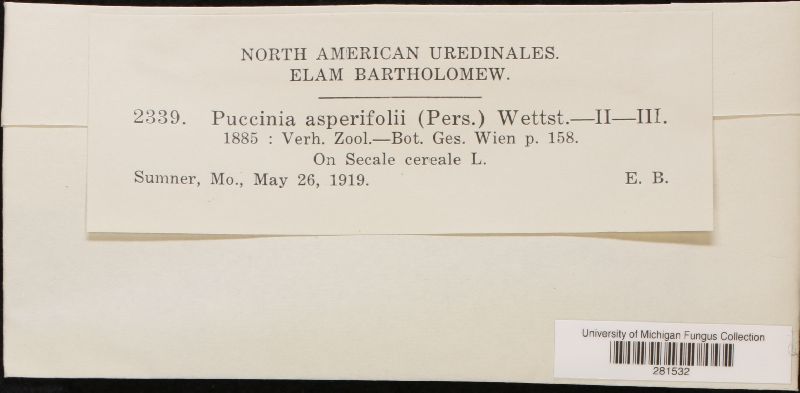 NORTH AMERICAN UREDINALES.
ELAM BARTHOLOMEW.
2339. Puccinia asperifolii (Pers.) Wettst.—II—III.
1885 : Verh. Zool.—Bot. Ges. Wien p. 158.
On Secale cereale L.
Sumner, Mo., May 26, 1919. E. B.
University of Michigan Fungus Collection
281532